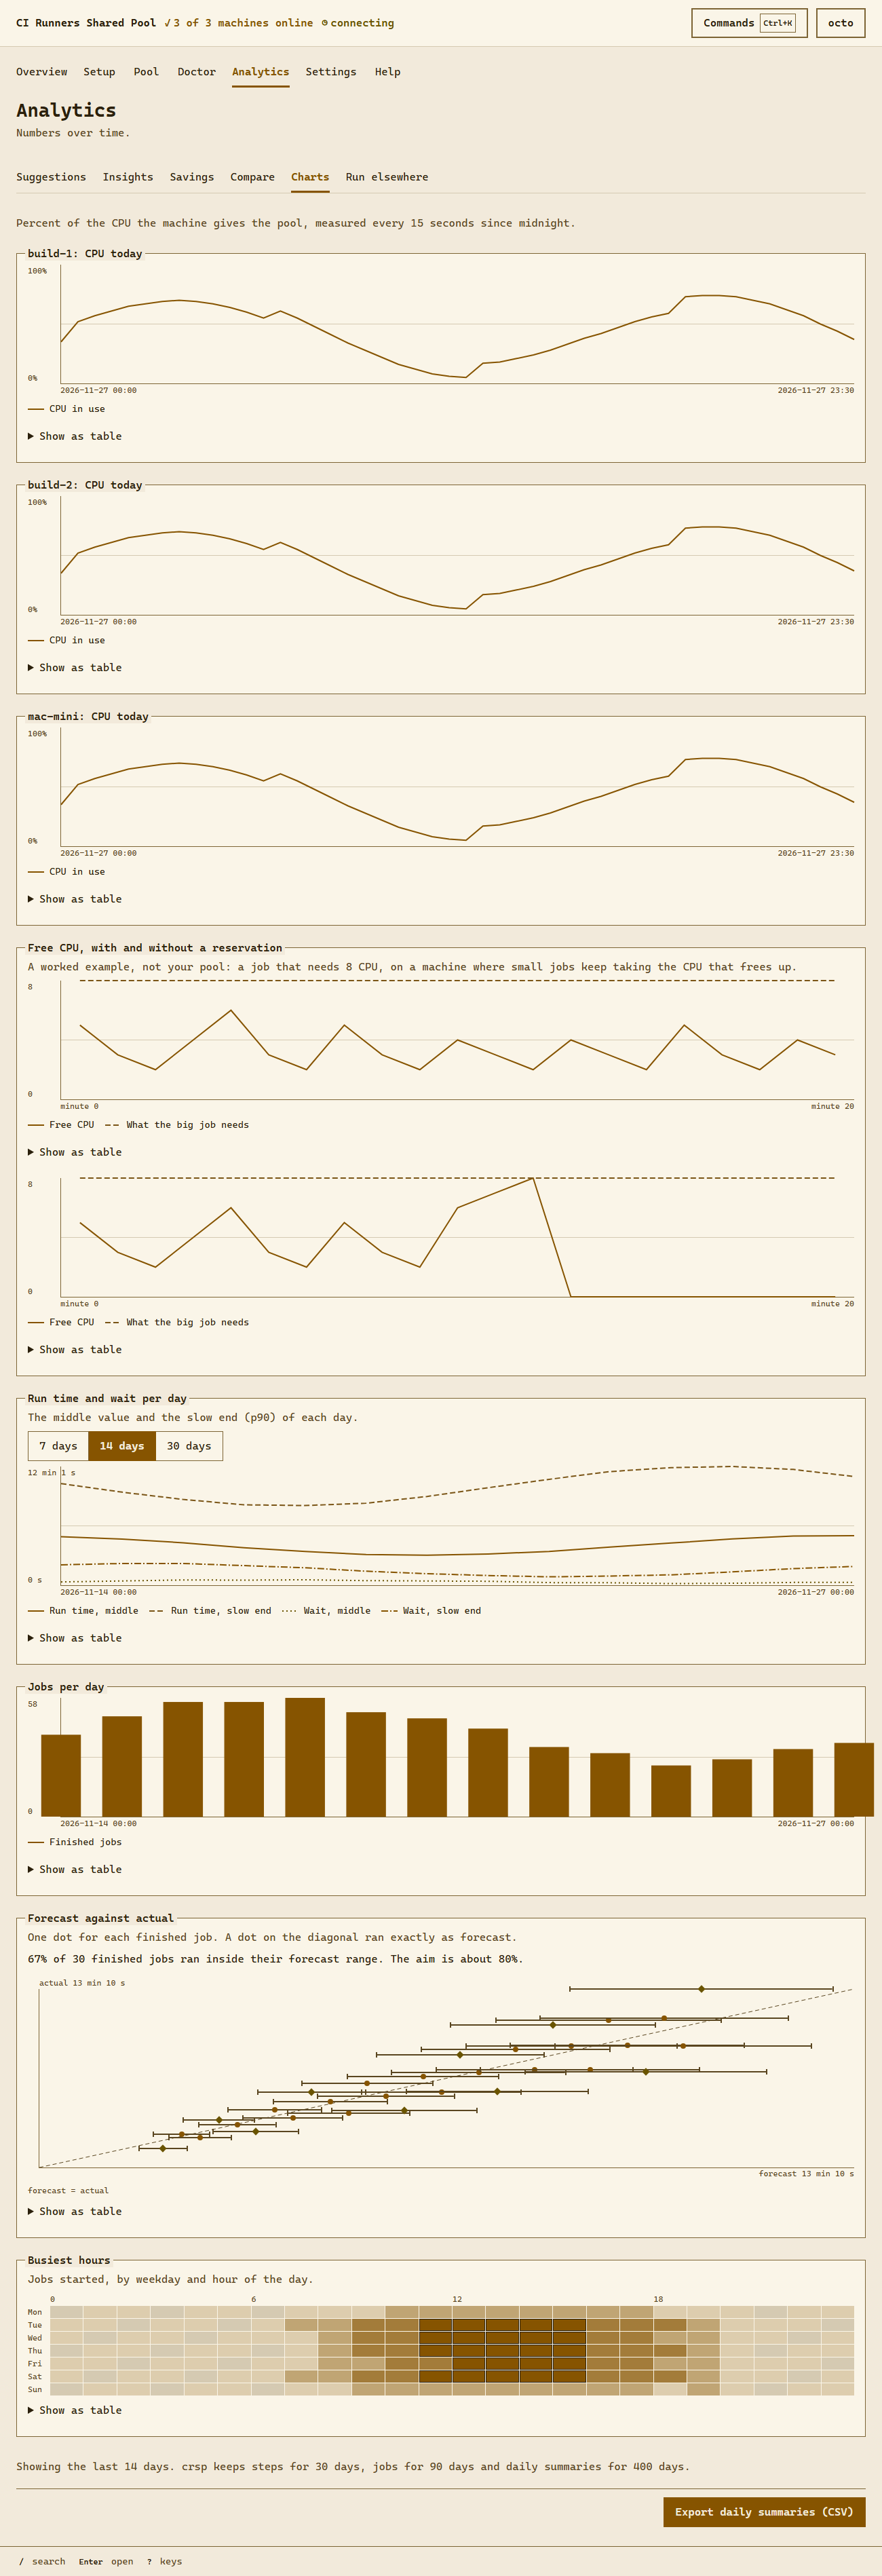 CI Runners Shared Pool √ 3 of 3 machines online connecting Commands Ctrl+K octo
Overview Setup Pool Doctor Analytics Settings Help
Analytics
Numbers over time.
Suggestions Insights Savings Compare Charts Run elsewhere
Percent of the CPU the machine gives the pool, measured every 15 seconds since midnight.
build-1: CPU today
100%
0%
2026-11-27 00:00 2026-11-27 23:30
CPU in use
▶ Show as table
build-2: CPU today
100%
0%
2026-11-27 00:00 2026-11-27 23:30
CPU in use
▶ Show as table
mac-mini: CPU today
100%
0%
2026-11-27 00:00 2026-11-27 23:30
CPU in use
▶ Show as table
Free CPU, with and without a reservation
A worked example, not your pool: a job that needs 8 CPU, on a machine where small jobs keep taking the CPU that frees up.
8
0
minute 0 minute 20
Free CPU What the big job needs
▶ Show as table
8
0
minute 0 minute 20
Free CPU What the big job needs
▶ Show as table
Run time and wait per day
The middle value and the slow end (p90) of each day.
7 days 14 days 30 days
12 min 1 s
0 s
2026-11-14 00:00 2026-11-27 00:00
Run time, middle Run time, slow end Wait, middle Wait, slow end
▶ Show as table
Jobs per day
58
0
2026-11-14 00:00 2026-11-27 00:00
Finished jobs
▶ Show as table
Forecast against actual
One dot for each finished job. A dot on the diagonal ran exactly as forecast.
67% of 30 finished jobs ran inside their forecast range. The aim is about 80%.
actual 13 min 10 s
forecast 13 min 10 s
forecast = actual
▶ Show as table
Busiest hours
Jobs started, by weekday and hour of the day.
0 6 12 18
Mon
Tue
Wed
Thu
Fri
Sat
Sun
▶ Show as table
Showing the last 14 days. crsp keeps steps for 30 days, jobs for 90 days and daily summaries for 400 days.
Export daily summaries (CSV)
/ search Enter open ? keys